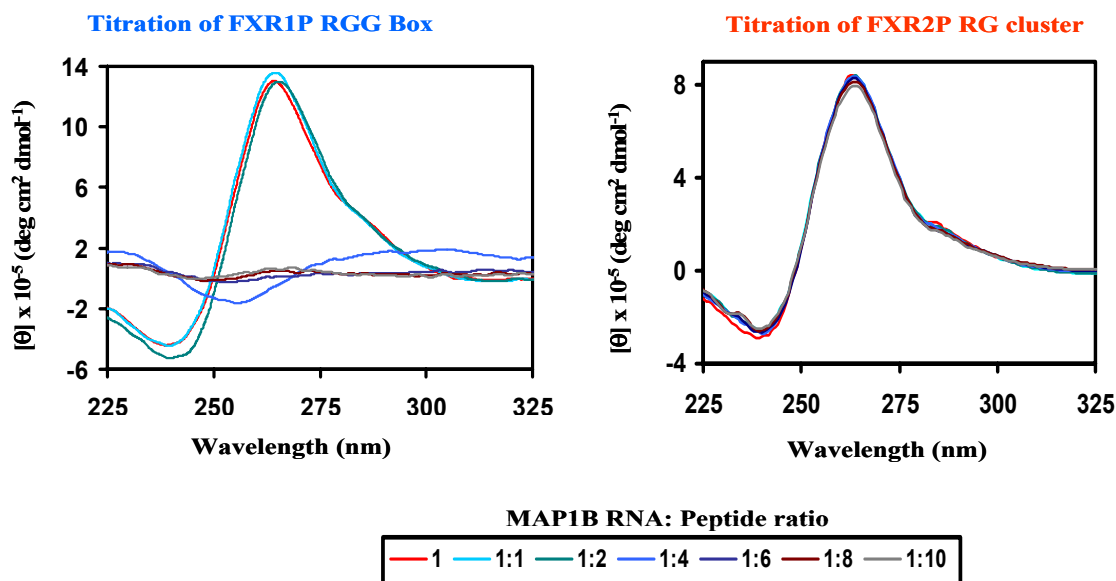 Titration of FXR1P RGG Box
14
10
6
2
-2
-6
[θ] x 10⁻⁵ (deg cm² dmol⁻¹)
225 250 275 300 325
Wavelength (nm)
Titration of FXR2P RG cluster
8
4
0
-4
[θ] x 10⁻⁵ (deg cm² dmol⁻¹)
225 250 275 300 325
Wavelength (nm)
MAP1B RNA: Peptide ratio
1 1:1 1:2 1:4 1:6 1:8 1:10